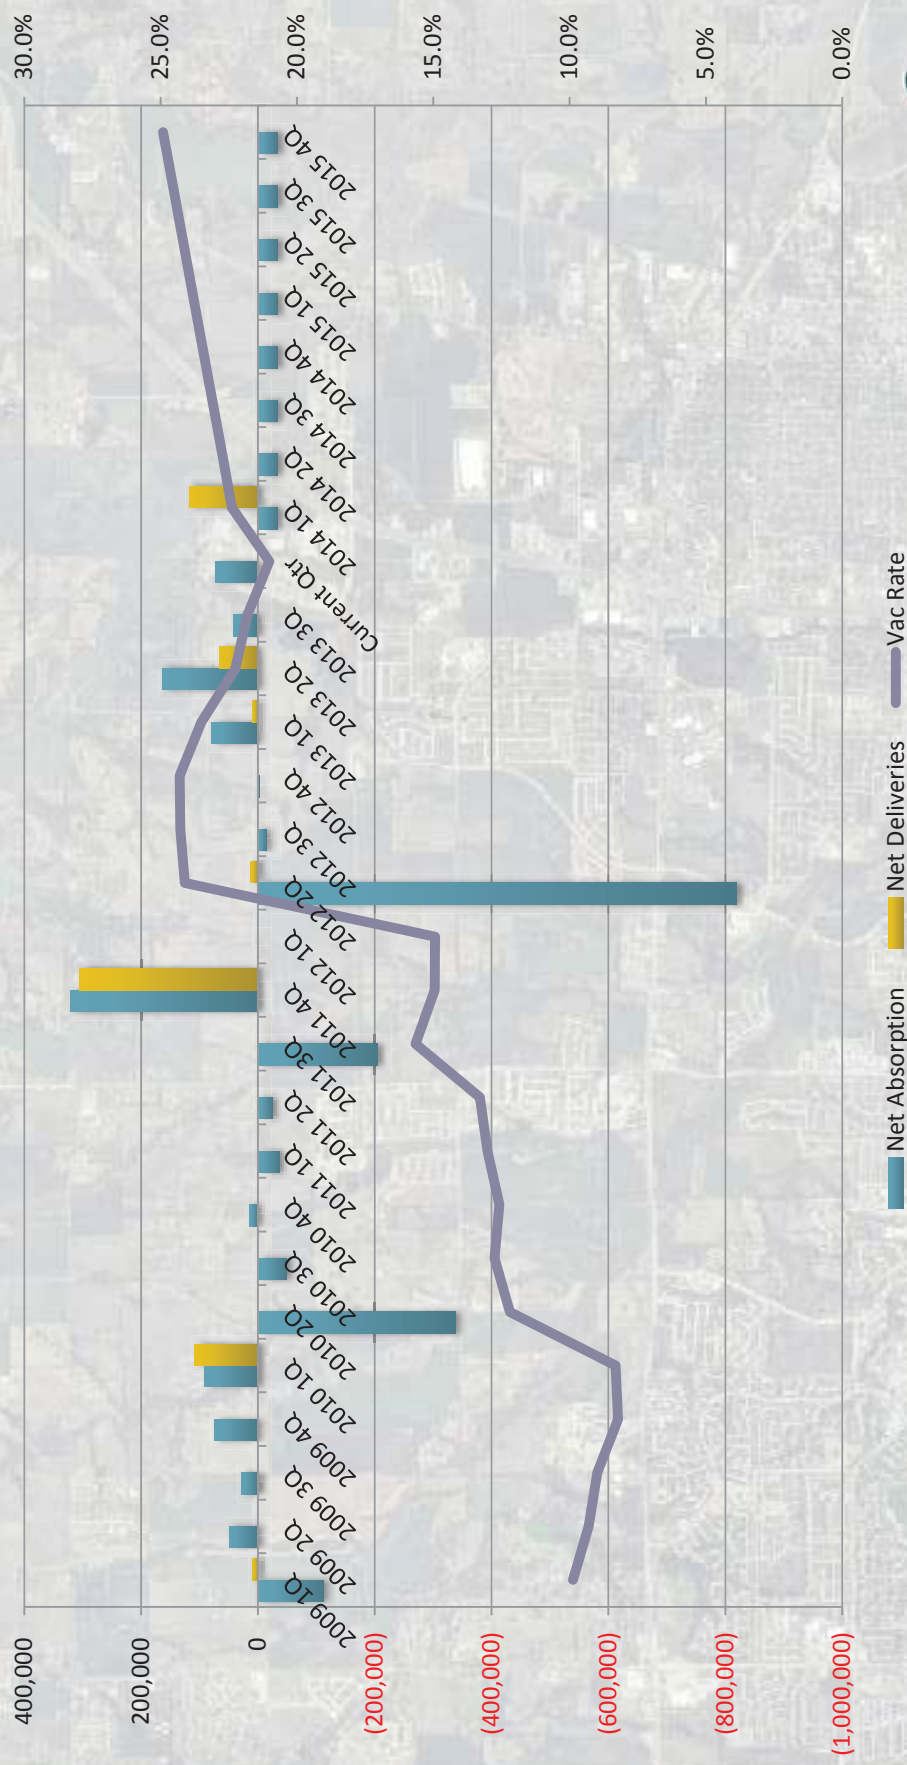 400,000
200,000
0
(200,000)
(400,000)
(600,000)
(800,000)
(1,000,000)
30.0%
25.0%
20.0%
15.0%
10.0%
5.0%
0.0%
2009 1Q
2009 2Q
2009 3Q
2009 4Q
2010 1Q
2010 2Q
2010 3Q
2010 4Q
2011 1Q
2011 2Q
2011 3Q
2011 4Q
2012 1Q
2012 2Q
2012 3Q
2012 4Q
2013 1Q
2013 2Q
2013 3Q
Current Qtr
2014 1Q
2014 2Q
2014 3Q
2014 4Q
2015 1Q
2015 2Q
2015 3Q
2015 4Q
Net Absorption
Net Deliveries
Vac Rate